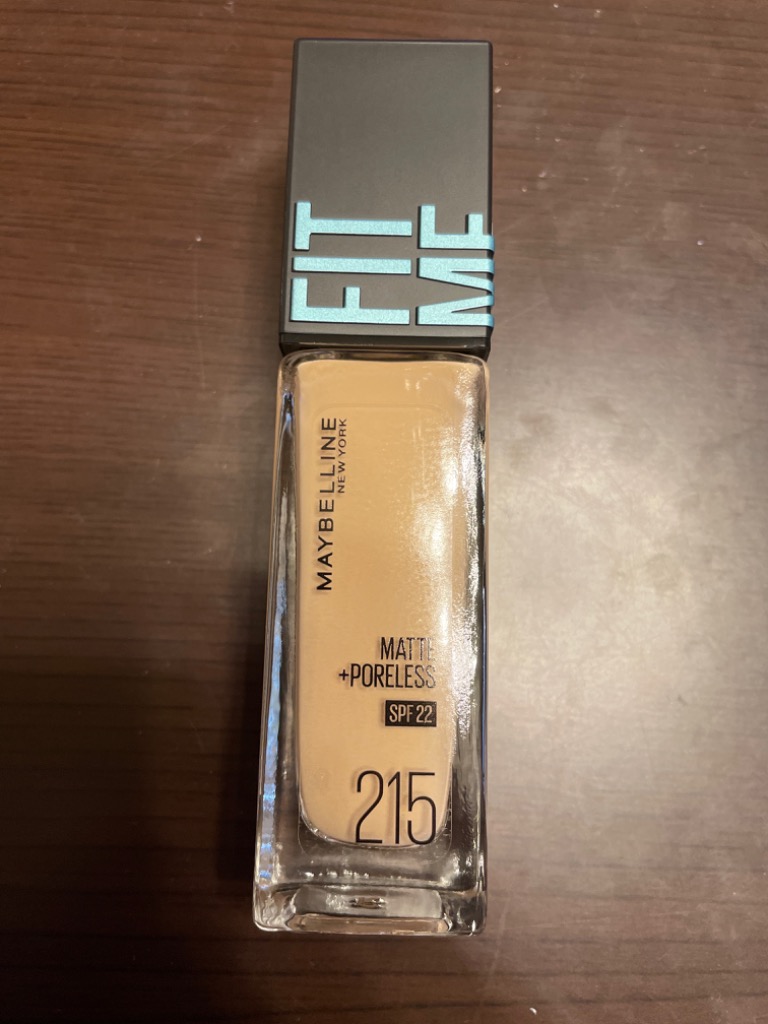 FIT
ME
MAYBELLINE
NEW YORK
MATTE
+PORELESS
SPF 22
215